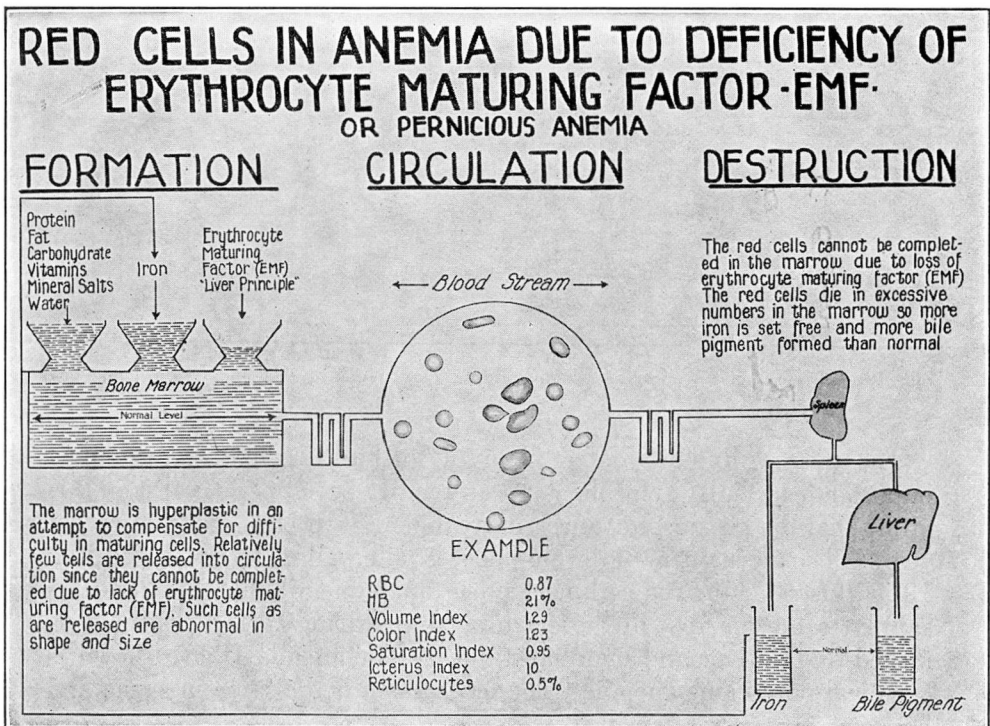 RED CELLS IN ANEMIA DUE TO DEFICIENCY OF
ERYTHROCYTE MATURING FACTOR -EMF-
OR PERNICIOUS ANEMIA
FORMATION
Protein
Fat
Carbohydrate
Vitamins
Mineral Salts
Water
Iron
Erythrocyte
Maturing
Factor (EMF)
"Liver Principle"
Bone Marrow
Normal Level
The marrow is hyperplastic in an
attempt to compensate for diffi-
culty in maturing cells. Relatively
few cells are released into circula-
tion since they cannot be complet-
ed due to lack of erythrocyte mat-
uring factor (EMF). Such cells as
are released are abnormal in
shape and size
CIRCULATION
Blood Stream
EXAMPLE
RBC 0.87
HB 21%
Volume Index 1.29
Color Index 1.23
Saturation Index 0.95
Icterus Index 10
Reticulocytes 0.5%
DESTRUCTION
The red cells cannot be complet-
ed in the marrow due to loss of
erythrocyte maturing factor (EMF)
The red cells die in excessive
numbers in the marrow so more
iron is set free and more bile
pigment formed than normal
Spleen
Liver
Normal
Iron
Bile Pigment